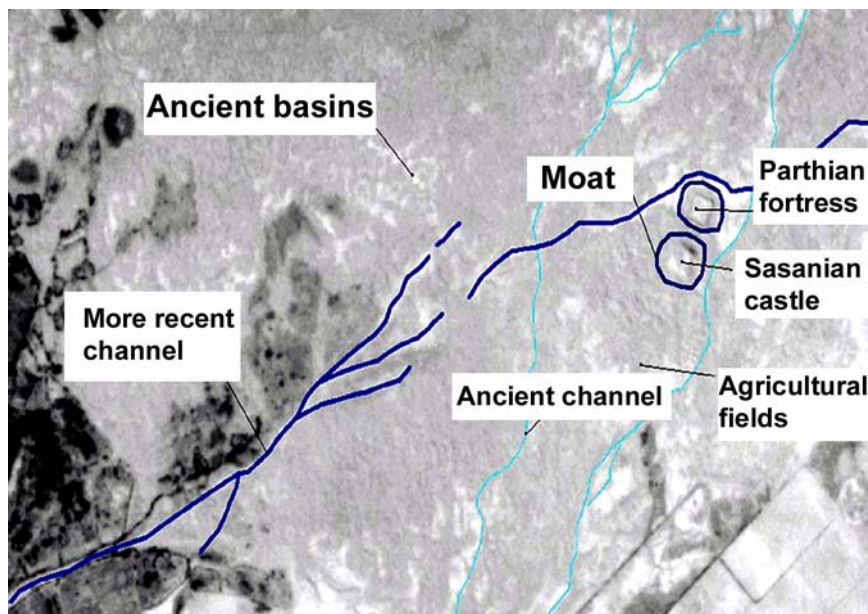 Ancient basins
Moat
Parthian
fortress
Sasanian
castle
More recent
channel
Ancient channel
Agricultural
fields